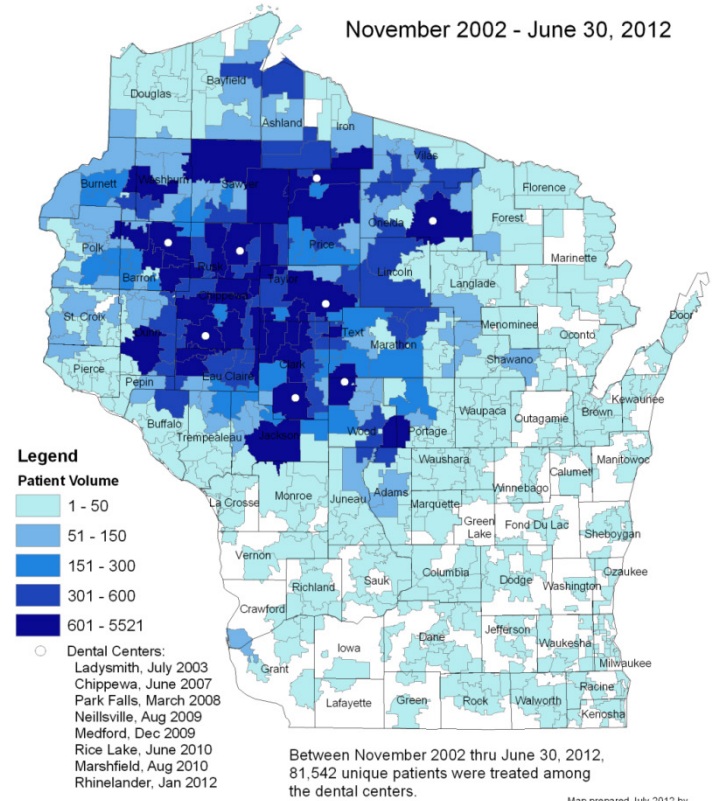 November 2002 - June 30, 2012
Douglas
Bayfield
Ashland
Iron
Vilas
Burnett
Washburn
Sawyer
Florence
Forest
Oneida
Marinette
Polk
Price
Barron
Rusk
Lincoln
Taylor
Langlade
Chippewa
St. Croix
Menominee
Oconto
Door
Dunn
Text
Marathon
Shawano
Pierce
Clark
Pepin
Eau Claire
Kewaunee
Buffalo
Waupaca
Outagamie
Brown
Trempealeau
Jackson
Wood
Portage
Waushara
Manitowoc
Calumet
Winnebago
La Crosse
Monroe
Juneau
Adams
Marquette
Green
Lake
Fond Du Lac
Sheboygan
Vernon
Columbia
Dodge
Washington
Ozaukee
Richland
Sauk
Crawford
Iowa
Dane
Jefferson
Waukesha
Milwaukee
Grant
Lafayette
Green
Rock
Walworth
Racine
Kenosha
Legend
Patient Volume
1 - 50
51 - 150
151 - 300
301 - 600
601 - 5521
Dental Centers:
Ladysmith, July 2003
Chippewa, June 2007
Park Falls, March 2008
Neillsville, Aug 2009
Medford, Dec 2009
Rice Lake, June 2010
Marshfield, Aug 2010
Rhinelander, Jan 2012
Between November 2002 thru June 30, 2012,
81,542 unique patients were treated among
the dental centers.
Map prepared July 2012 by